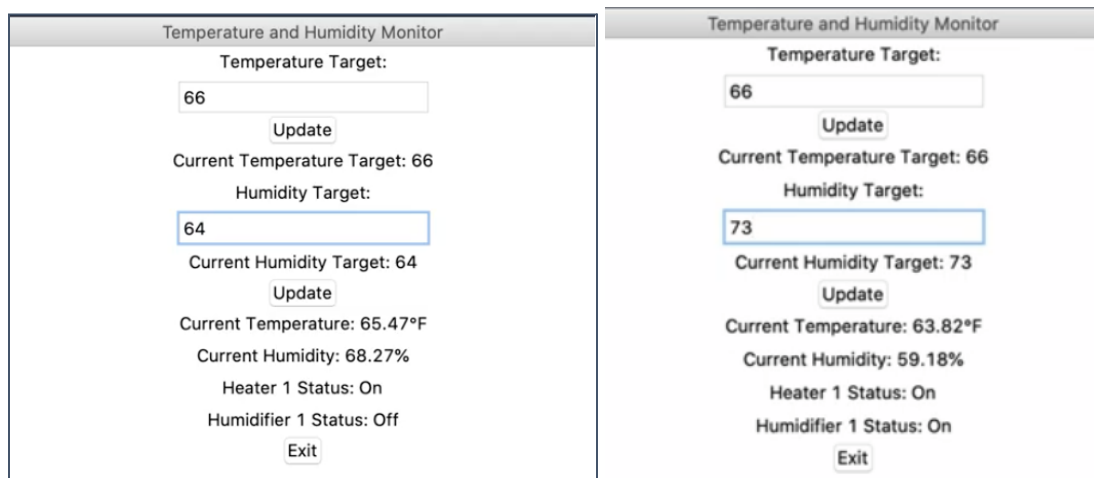 Temperature and Humidity Monitor
Temperature Target:
66
Update
Current Temperature Target: 66
Humidity Target:
64
Current Humidity Target: 64
Update
Current Temperature: 65.47°F
Current Humidity: 68.27%
Heater 1 Status: On
Humidifier 1 Status: Off
Exit
Temperature and Humidity Monitor
Temperature Target:
66
Update
Current Temperature Target: 66
Humidity Target:
73
Current Humidity Target: 73
Update
Current Temperature: 63.82°F
Current Humidity: 59.18%
Heater 1 Status: On
Humidifier 1 Status: On
Exit